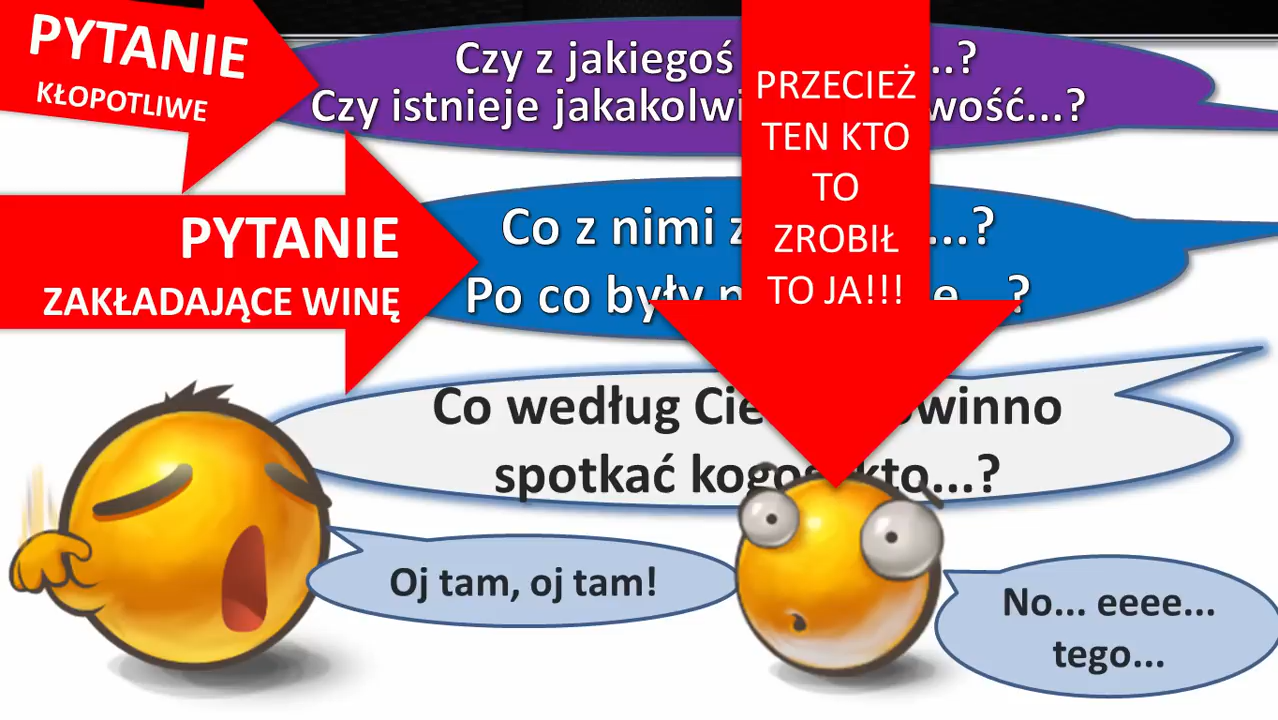 PYTANIE
KŁOPOTLIWE
Czy z jakiegoś ...?
Czy istnieje jakakolwi wość...?
PRZECIEŻ
TEN KTO
TO
ZROBIŁ
TO JA!!!
PYTANIE
ZAKŁADAJĄCE WINĘ
Co z nimi z ...?
Po co były e...?
Co według Cie owinno
spotkać kogoś kto...?
Oj tam, oj tam!
No... eeee...
tego...